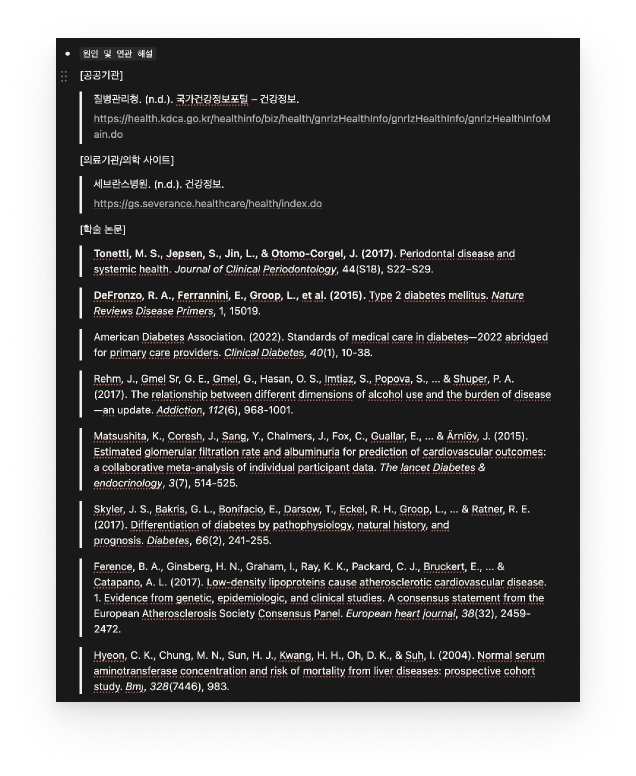 원인 및 연관 해설
[공공기관]
질병관리청. (n.d.). 국가건강정보포털 – 건강정보.
https://health.kdca.go.kr/healthinfo/biz/health/gnrlzHealthInfo/gnrlzHealthInfo/gnrlzHealthInfoM
ain.do
[의료기관/의학 사이트]
세브란스병원. (n.d.). 건강정보.
https://gs.severance.healthcare/health/index.do
[학술 논문]
Tonetti, M. S., Jepsen, S., Jin, L., & Otomo-Corgel, J. (2017). Periodontal disease and
systemic health. Journal of Clinical Periodontology, 44(S18), S22–S29.
DeFronzo, R. A., Ferrannini, E., Groop, L., et al. (2015). Type 2 diabetes mellitus. Nature
Reviews Disease Primers, 1, 15019.
American Diabetes Association. (2022). Standards of medical care in diabetes—2022 abridged
for primary care providers. Clinical Diabetes, 40(1), 10-38.
Rehm, J., Gmel Sr, G. E., Gmel, G., Hasan, O. S., Imtiaz, S., Popova, S., ... & Shuper, P. A.
(2017). The relationship between different dimensions of alcohol use and the burden of disease
—an update. Addiction, 112(6), 968-1001.
Matsushita, K., Coresh, J., Sang, Y., Chalmers, J., Fox, C., Guallar, E., ... & Ärnlöv, J. (2015).
Estimated glomerular filtration rate and albuminuria for prediction of cardiovascular outcomes:
a collaborative meta-analysis of individual participant data. The lancet Diabetes &
endocrinology, 3(7), 514-525.
Skyler, J. S., Bakris, G. L., Bonifacio, E., Darsow, T., Eckel, R. H., Groop, L., ... & Ratner, R. E.
(2017). Differentiation of diabetes by pathophysiology, natural history, and
prognosis. Diabetes, 66(2), 241-255.
Ference, B. A., Ginsberg, H. N., Graham, I., Ray, K. K., Packard, C. J., Bruckert, E., ... &
Catapano, A. L. (2017). Low-density lipoproteins cause atherosclerotic cardiovascular disease.
1. Evidence from genetic, epidemiologic, and clinical studies. A consensus statement from the
European Atherosclerosis Society Consensus Panel. European heart journal, 38(32), 2459-
2472.
Hyeon, C. K., Chung, M. N., Sun, H. J., Kwang, H. H., Oh, D. K., & Suh, I. (2004). Normal serum
aminotransferase concentration and risk of mortality from liver diseases: prospective cohort
study. Bmj, 328(7446), 983.